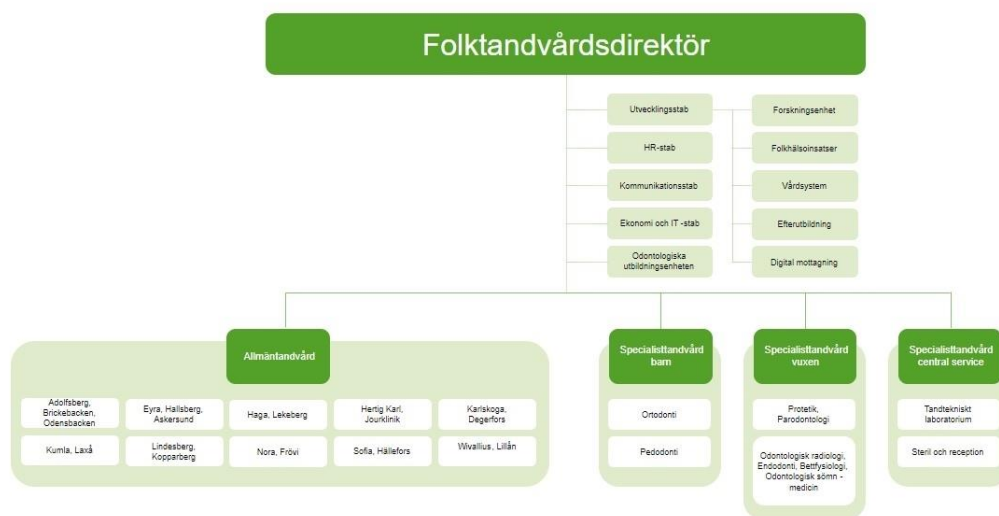 Folktandvårdsdirektör
Utvecklingsstab
Forskningsenhet
HR-stab
Folkhälsoinsatser
Kommunikationsstab
Vårdsystem
Ekonomi och IT -stab
Efterutbildning
Odontologiska
utbildningsenheten
Digital mottagning
Allmäntandvård
Adolfsberg,
Brickebacken,
Odensbacken
Eyra, Hallsberg,
Askersund
Haga, Lekeberg
Hertig Karl,
Jourklinik
Karlskoga,
Degerfors
Kumla, Laxå
Lindesberg,
Kopparberg
Nora, Frövi
Sofia, Hällefors
Wivallius, Lillån
Specialisttandvård
barn
Ortodonti
Pedodonti
Specialisttandvård
vuxen
Protetik,
Parodontologi
Odontologisk radiologi,
Endodonti, Bettfysiologi,
Odontologisk sömn -
medicin
Specialisttandvård
central service
Tandtekniskt
laboratorium
Steril och reception